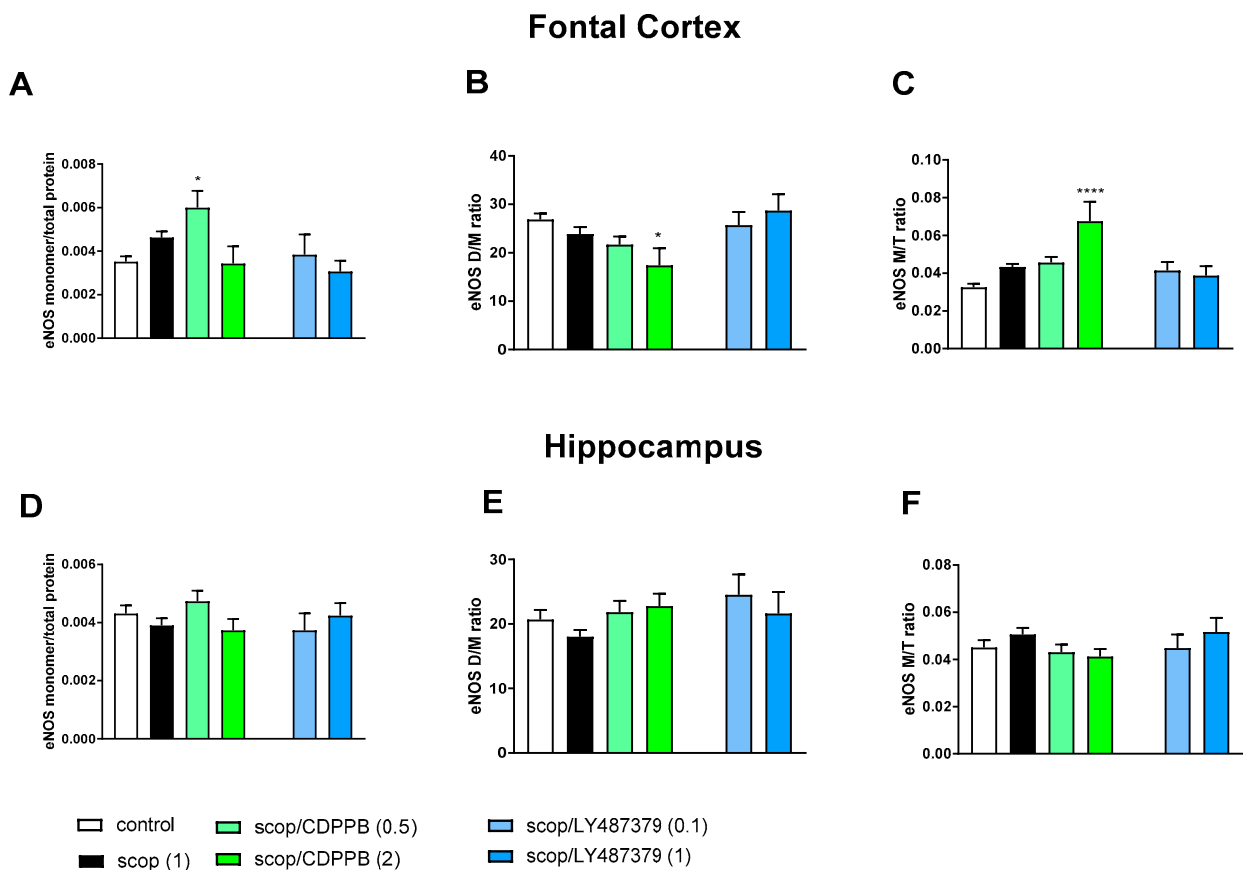 Fontal Cortex
A
B
C
eNOS monomer/total protein
0.008
0.006
0.004
0.002
0.000
*
eNOS D/M ratio
40
30
20
10
0
*
eNOS M/T ratio
0.10
0.08
0.06
0.04
0.02
0.00
****
Hippocampus
D
E
F
eNOS monomer/total protein
0.006
0.004
0.002
0.000
eNOS D/M ratio
30
20
10
0
eNOS M/T ratio
0.08
0.06
0.04
0.02
0.00
control
scop/CDPPB (0.5)
scop/LY487379 (0.1)
scop (1)
scop/CDPPB (2)
scop/LY487379 (1)